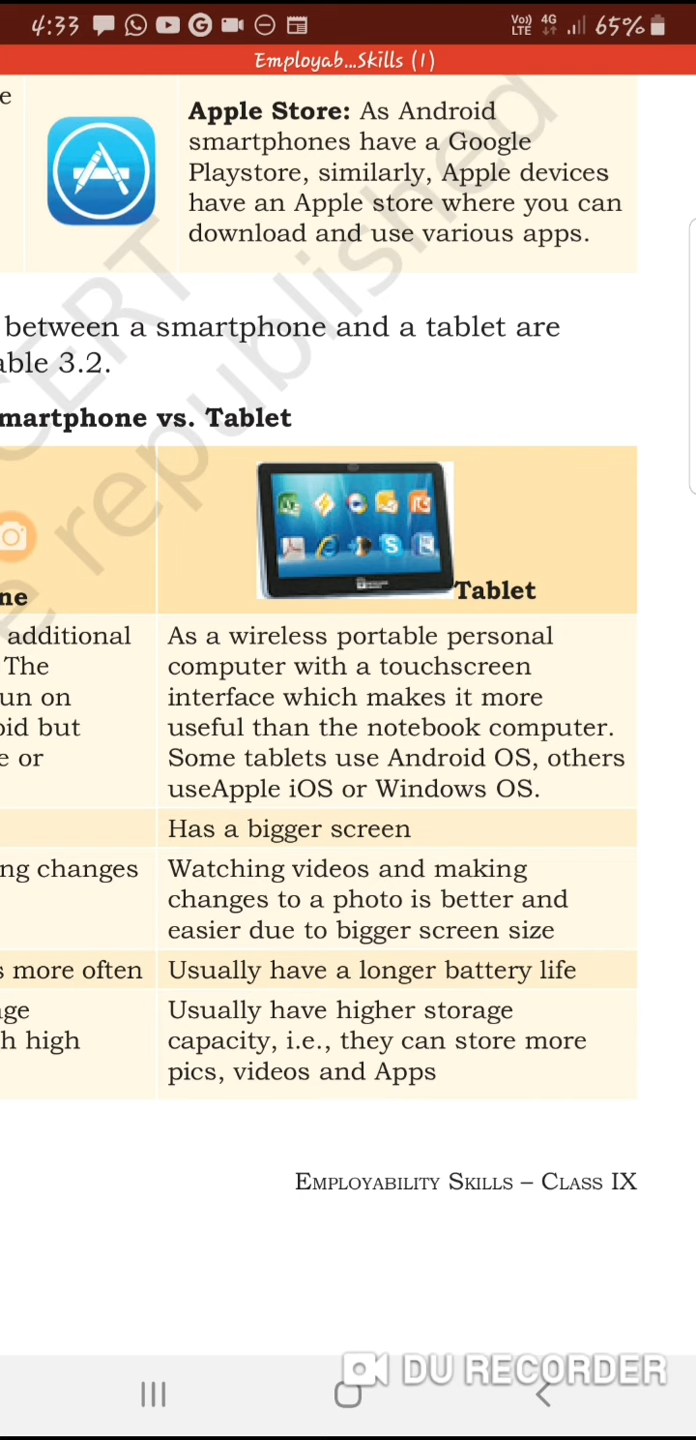 4:33
Vo)) LTE 4G 65%
Employab...Skills (1)
e
Apple Store: As Android
smartphones have a Google
Playstore, similarly, Apple devices
have an Apple store where you can
download and use various apps.
between a smartphone and a tablet are
able 3.2.
martphone vs. Tablet
ne
Tablet
additional
The
un on
oid but
e or
As a wireless portable personal
computer with a touchscreen
interface which makes it more
useful than the notebook computer.
Some tablets use Android OS, others
useApple iOS or Windows OS.
Has a bigger screen
ng changes
Watching videos and making
changes to a photo is better and
easier due to bigger screen size
s more often
Usually have a longer battery life
age
h high
Usually have higher storage
capacity, i.e., they can store more
pics, videos and Apps
Employability Skills – Class IX
DU RECORDER
CERT
e republished